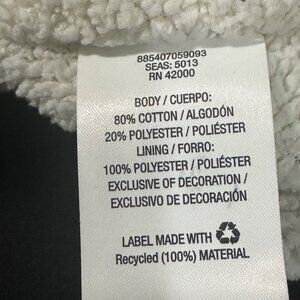 885407059093
SEAS: 5013
RN 42000
BODY / CUERPO:
80% COTTON / ALGODÓN
20% POLYESTER / POLIÉSTER
LINING / FORRO:
100% POLYESTER / POLIÉSTER
EXCLUSIVE OF DECORATION /
EXCLUSIVO DE DECORACIÓN
LABEL MADE WITH
Recycled (100%) MATERIAL